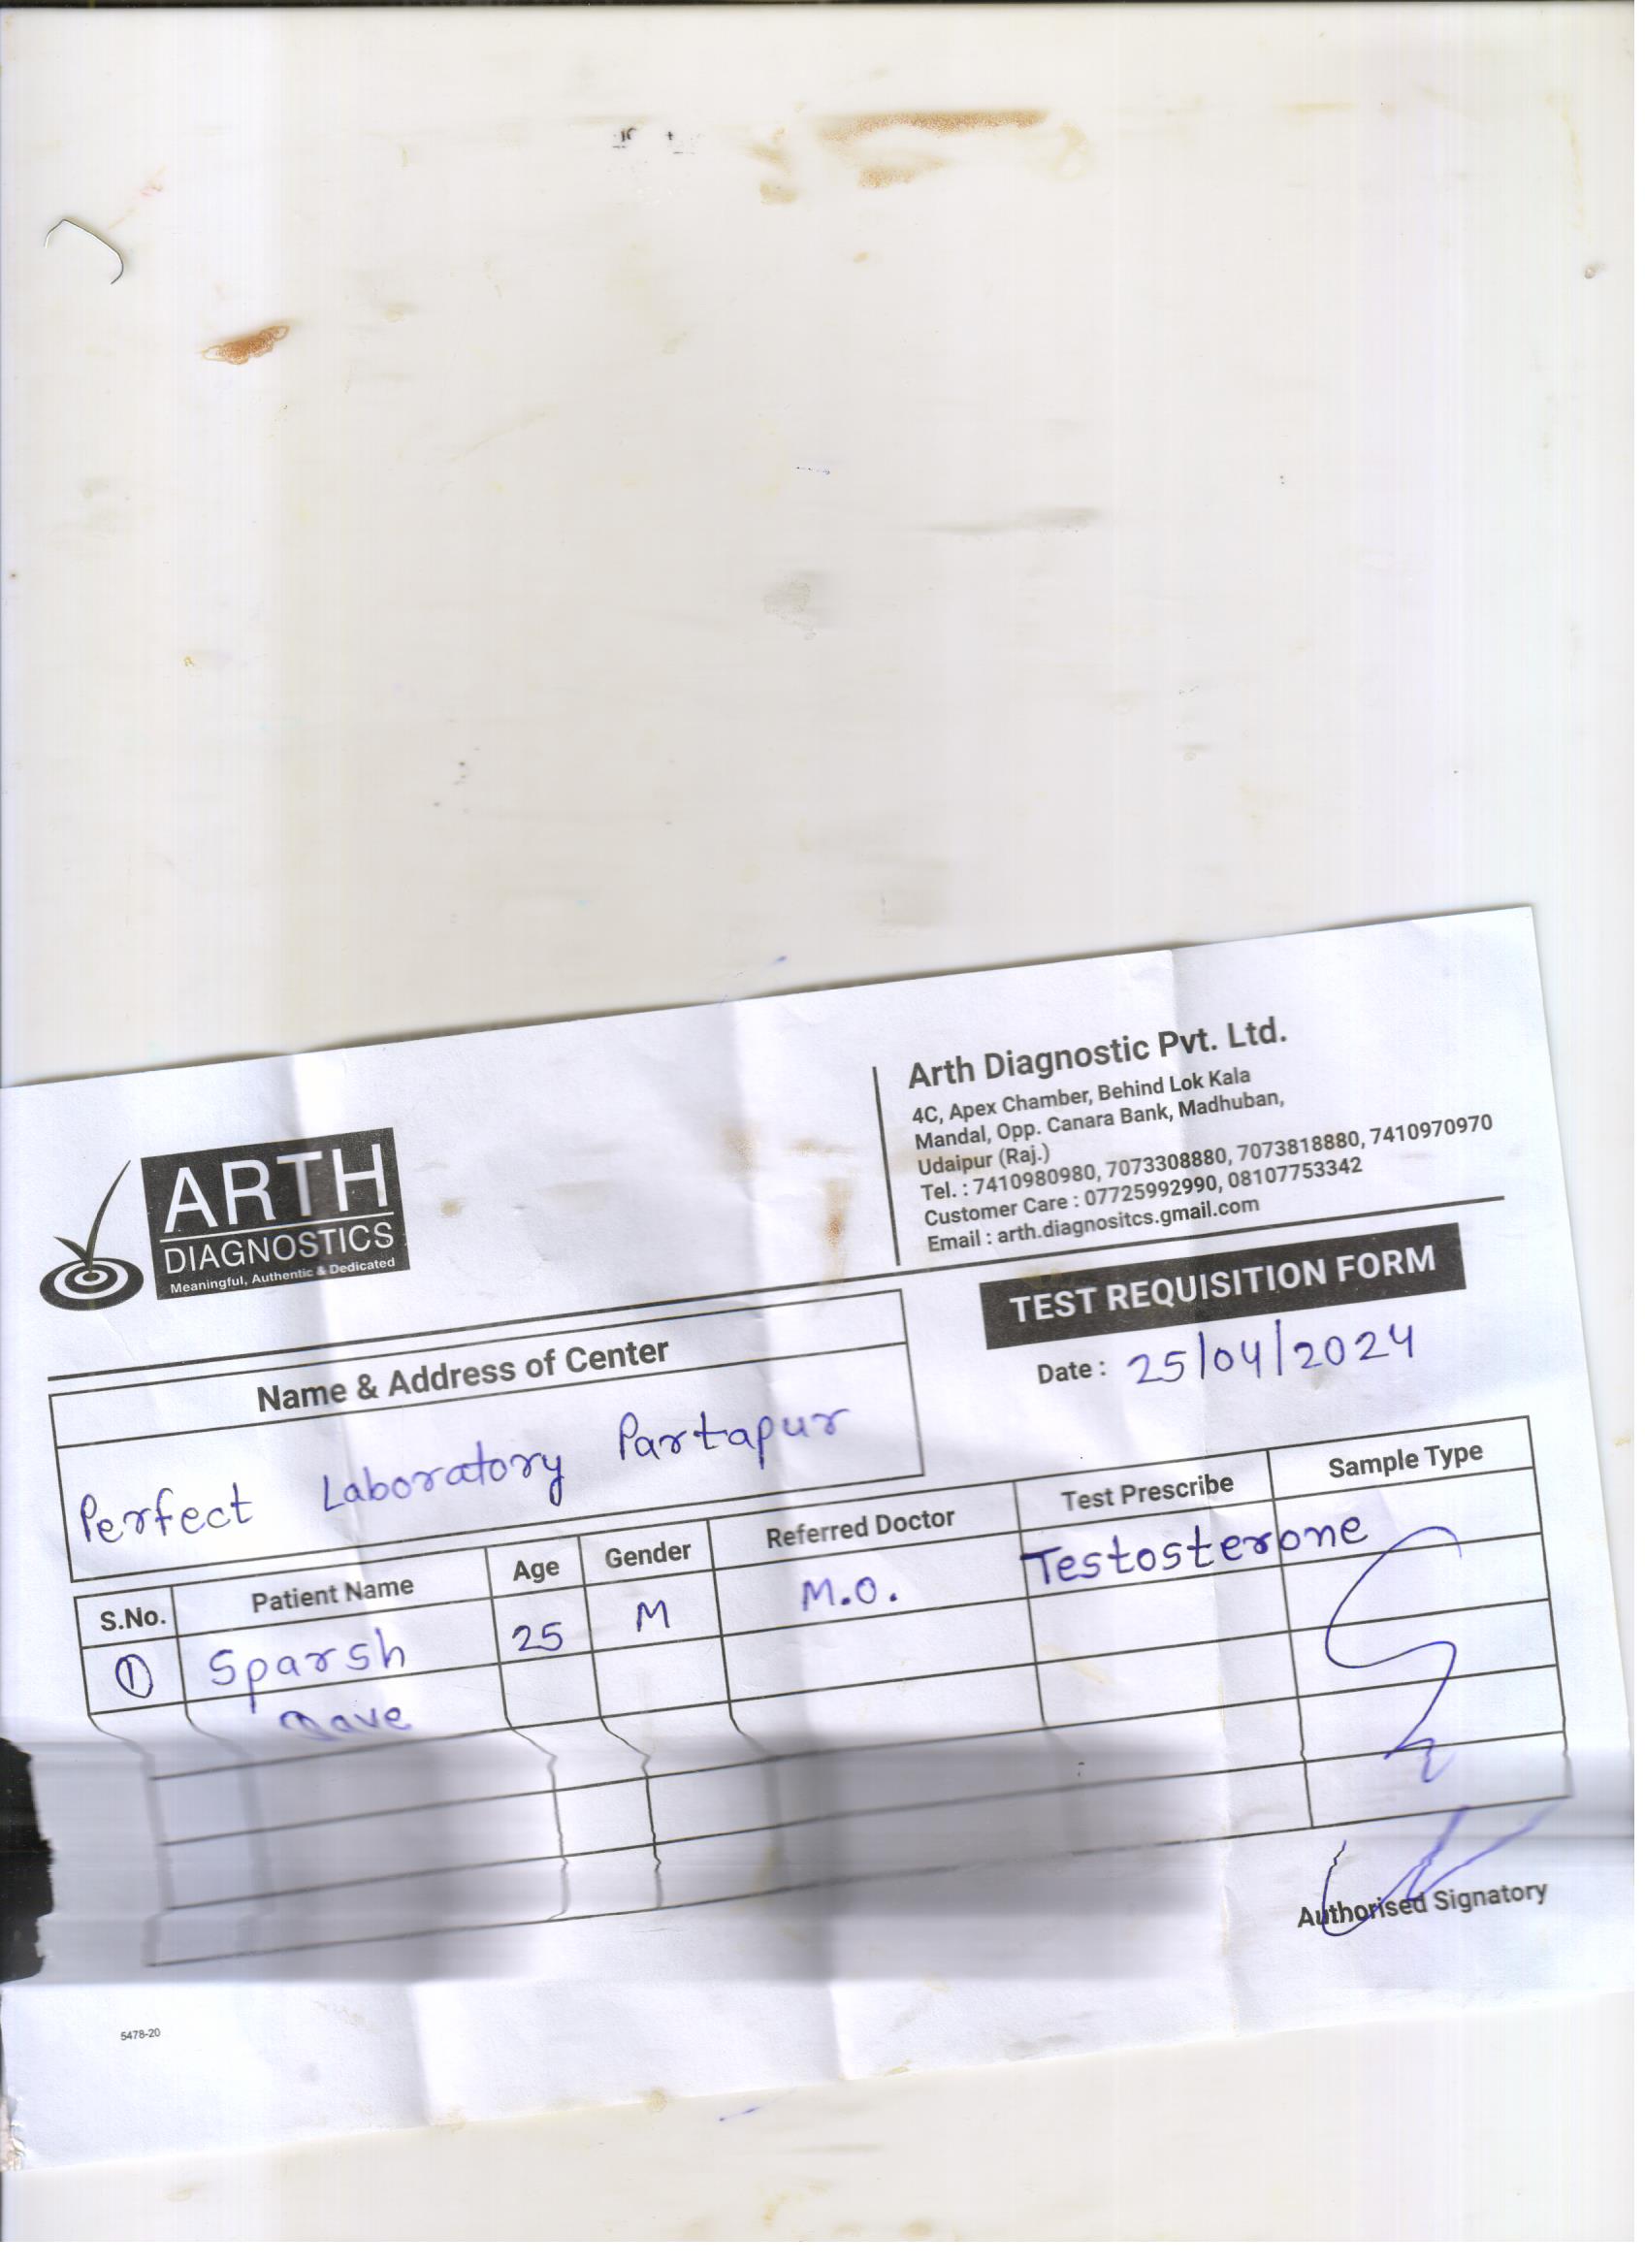 ARTH
DIAGNOSTICS
Meaningful, Authentic & Dedicated
Arth Diagnostic Pvt. Ltd.
4C, Apex Chamber, Behind Lok Kala
Mandal, Opp. Canara Bank, Madhuban,
Udaipur (Raj.)
Tel. : 7410980980, 7073308880, 7073818880, 7410970970
Customer Care : 07725992990, 08107753342
Email : arth.diagnositcs.gmail.com
TEST REQUISITION FORM
Date : 25/04/2024
Name & Address of Center
Perfect Laboratory Partapur
S.No. Patient Name Age Gender Referred Doctor Test Prescribe Sample Type
1 Sparsh 25 M M.O. Testosterone
Dave
Authorised Signatory
5478-20